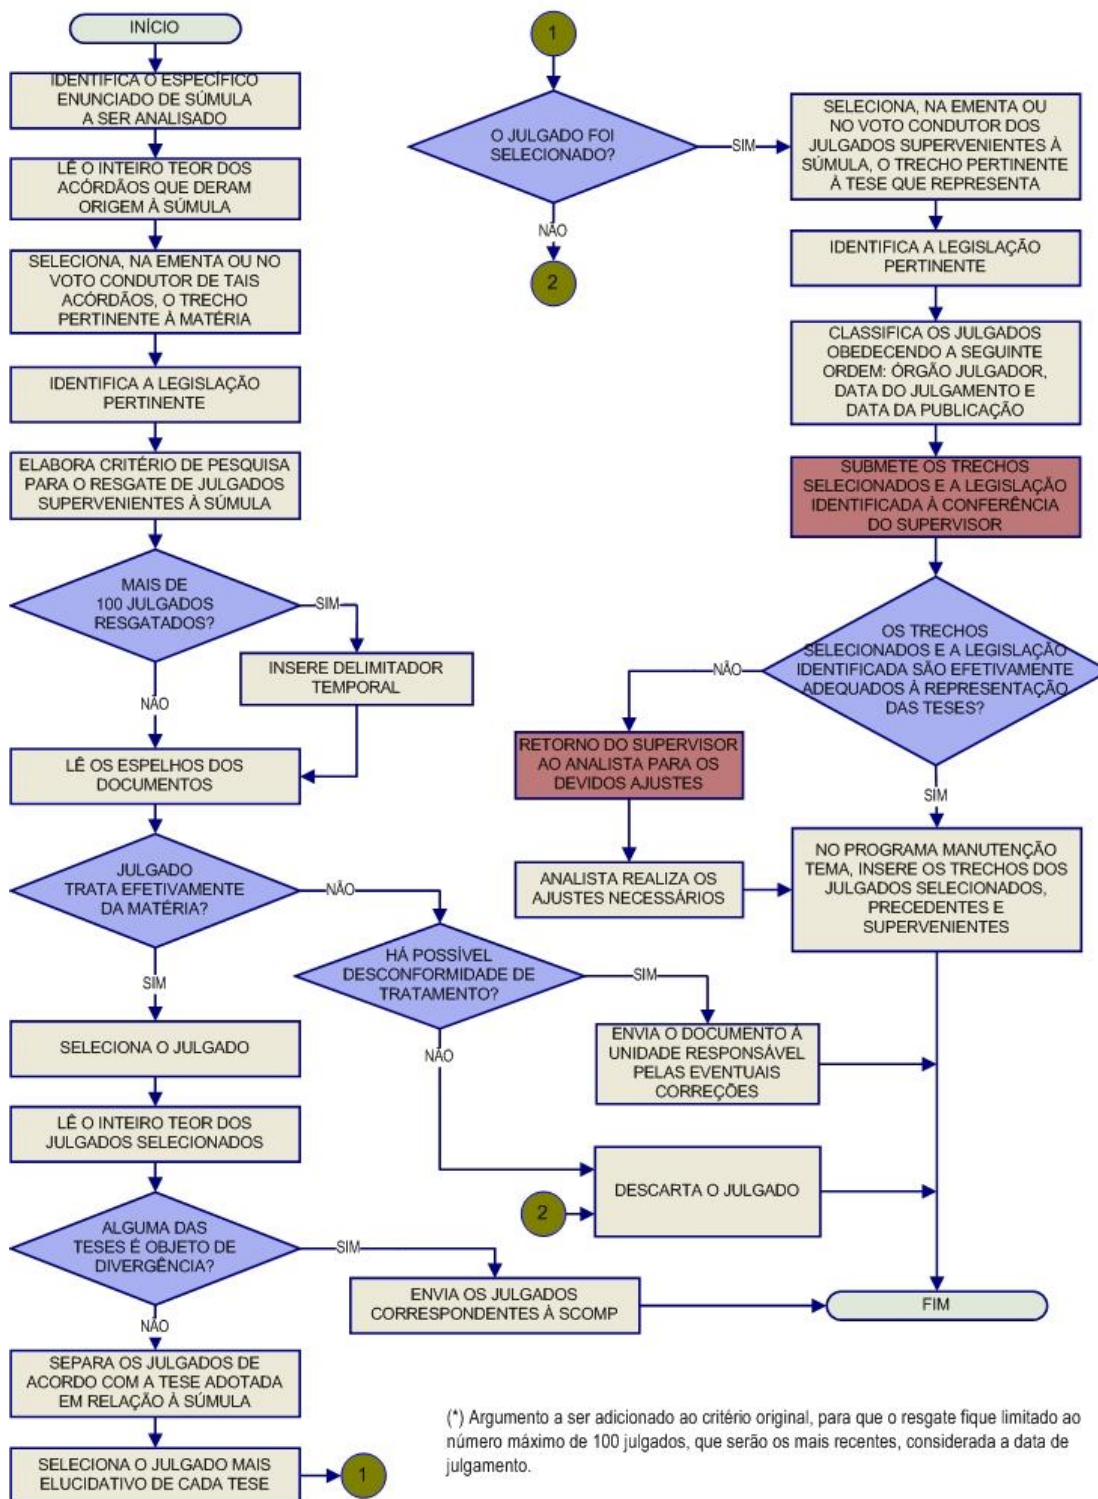 INÍCIO
IDENTIFICA O ESPECÍFICO
ENUNCIADO DE SÚMULA
A SER ANALISADO
LÊ O INTEIRO TEOR DOS
ACÓRDÃOS QUE DERAM
ORIGEM À SÚMULA
SELECIONA, NA EMENTA OU NO
VOTO CONDUTOR DE TAIS
ACÓRDÃOS, O TRECHO
PERTINENTE À MATÉRIA
IDENTIFICA A LEGISLAÇÃO
PERTINENTE
ELABORA CRITÉRIO DE PESQUISA
PARA O RESGATE DE JULGADOS
SUPERVENIENTES À SÚMULA
MAIS DE
100 JULGADOS
RESGATADOS?
SIM
INSERE DELIMITADOR
TEMPORAL
NÃO
LÊ OS ESPELHOS DOS
DOCUMENTOS
JULGADO
TRATA EFETIVAMENTE
DA MATÉRIA?
NÃO
SIM
HÁ POSSÍVEL
DESCONFORMIDADE DE
TRATAMENTO?
SIM
NÃO
ENVIA O DOCUMENTO À
UNIDADE RESPONSÁVEL
PELAS EVENTUAIS
CORREÇÕES
SELECIONA O JULGADO
LÊ O INTEIRO TEOR DOS
JULGADOS SELECIONADOS
DESCARTA O JULGADO
2
ALGUMA DAS
TESES É OBJETO DE
DIVERGÊNCIA?
SIM
ENVIA OS JULGADOS
CORRESPONDENTES À SCOMP
FIM
NÃO
SEPARA OS JULGADOS DE
ACORDO COM A TESE ADOTADA
EM RELAÇÃO À SÚMULA
SELECIONA O JULGADO MAIS
ELUCIDATIVO DE CADA TESE
1
1
O JULGADO FOI
SELECIONADO?
SIM
NÃO
2
SELECIONA, NA EMENTA OU
NO VOTO CONDUTOR DOS
JULGADOS SUPERVENIENTES À
SÚMULA, O TRECHO PERTINENTE
À TESE QUE REPRESENTA
IDENTIFICA A LEGISLAÇÃO
PERTINENTE
CLASSIFICA OS JULGADOS
OBEDECENDO A SEGUINTE
ORDEM: ÓRGÃO JULGADOR,
DATA DO JULGAMENTO E
DATA DA PUBLICAÇÃO
SUBMETE OS TRECHOS
SELECIONADOS E A LEGISLAÇÃO
IDENTIFICADA À CONFERÊNCIA
DO SUPERVISOR
OS TRECHOS
SELECIONADOS E A LEGISLAÇÃO
IDENTIFICADA SÃO EFETIVAMENTE
ADEQUADOS À REPRESENTAÇÃO
DAS TESES?
NÃO
RETORNO DO SUPERVISOR
AO ANALISTA PARA OS
DEVIDOS AJUSTES
ANALISTA REALIZA OS
AJUSTES NECESSÁRIOS
SIM
NO PROGRAMA MANUTENÇÃO
TEMA, INSERE OS TRECHOS DOS
JULGADOS SELECIONADOS,
PRECEDENTES E
SUPERVENIENTES
(*) Argumento a ser adicionado ao critério original, para que o resgate fique limitado ao
número máximo de 100 julgados, que serão os mais recentes, considerada a data de
julgamento.